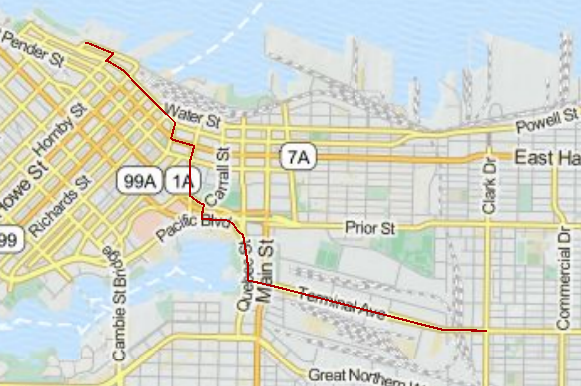 Pender St
Water St
Powell St
Hornby St
7A
East Ha
Howe St
99A
1A
Carrall St
Clark Dr
Richards St
Pacific Blvd
Prior St
99
Cambie St Bridge
Quebec St
Main St
Commercial Dr
Terminal Ave
Great Northern W